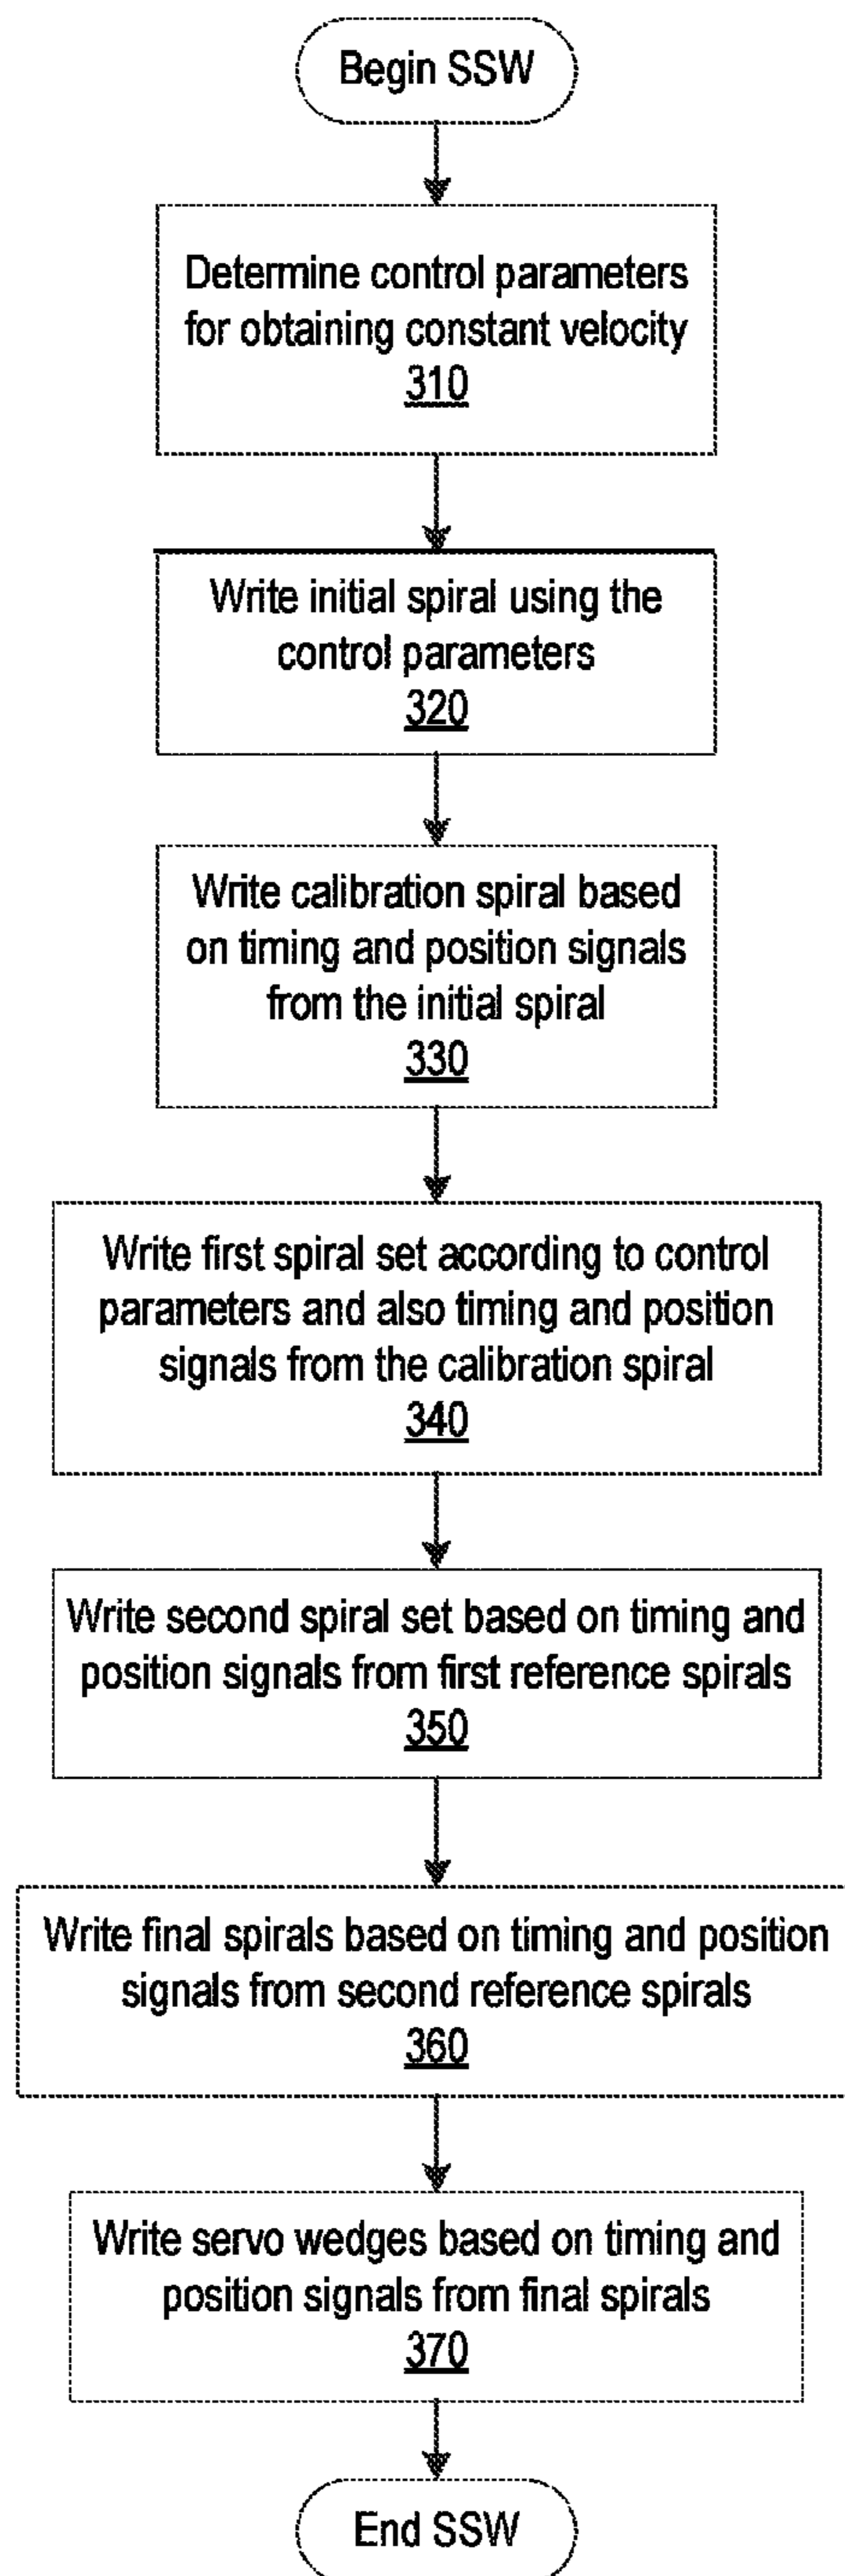 Begin SSW
Determine control parameters
for obtaining constant velocity
310
Write initial spiral using the
control parameters
320
Write calibration spiral based
on timing and position signals
from the initial spiral
330
Write first spiral set according to control
parameters and also timing and position
signals from the calibration spiral
340
Write second spiral set based on timing and
position signals from first reference spirals
350
Write final spirals based on timing and position
signals from second reference spirals
360
Write servo wedges based on timing and
position signals from final spirals
370
End SSW